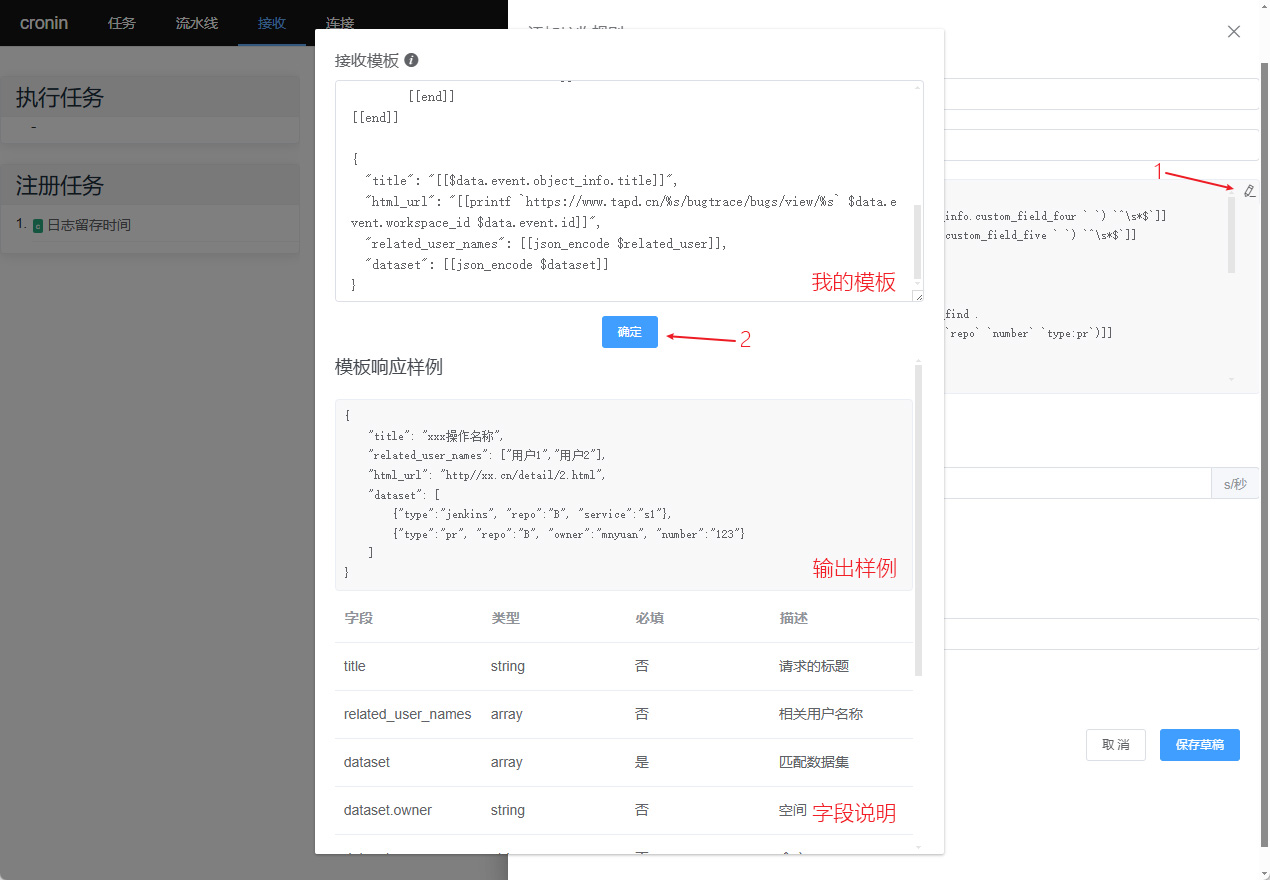 cronin 任务 流水线 接收 连接
执行任务
-
注册任务
1. 日志留存时间
接收模板
[[end]]
[[end]]
{
"title": "[[$data.event.object_info.title]]",
"html_url": "[[printf `https://www.tapd.cn/%s/bugtrace/bugs/view/%s` $data.e
vent.workspace_id $data.event.id]]",
"related_user_names": [[json_encode $related_user]],
"dataset": [[json_encode $dataset]]
}
我的模板
确定
2
模板响应样例
{
"title": "xxx操作名称",
"related_user_names": ["用户1","用户2"],
"html_url": "http//xx.cn/detail/2.html",
"dataset": [
{"type":"jenkins", "repo":"B", "service":"s1"},
{"type":"pr", "repo":"B", "owner":"mnyuan", "number":"123"}
]
}
输出样例
字段 类型 必填 描述
title string 否 请求的标题
related_user_names array 否 相关用户名称
dataset array 是 匹配数据集
dataset.owner string 否 空间
字段说明
1
info.custom_field_four ` `) `^\s*$`]]
custom_field_five ` `) `^\s*$`]]
find .
`repo` `number` `type:pr`)]]
s/秒
取消 保存草稿